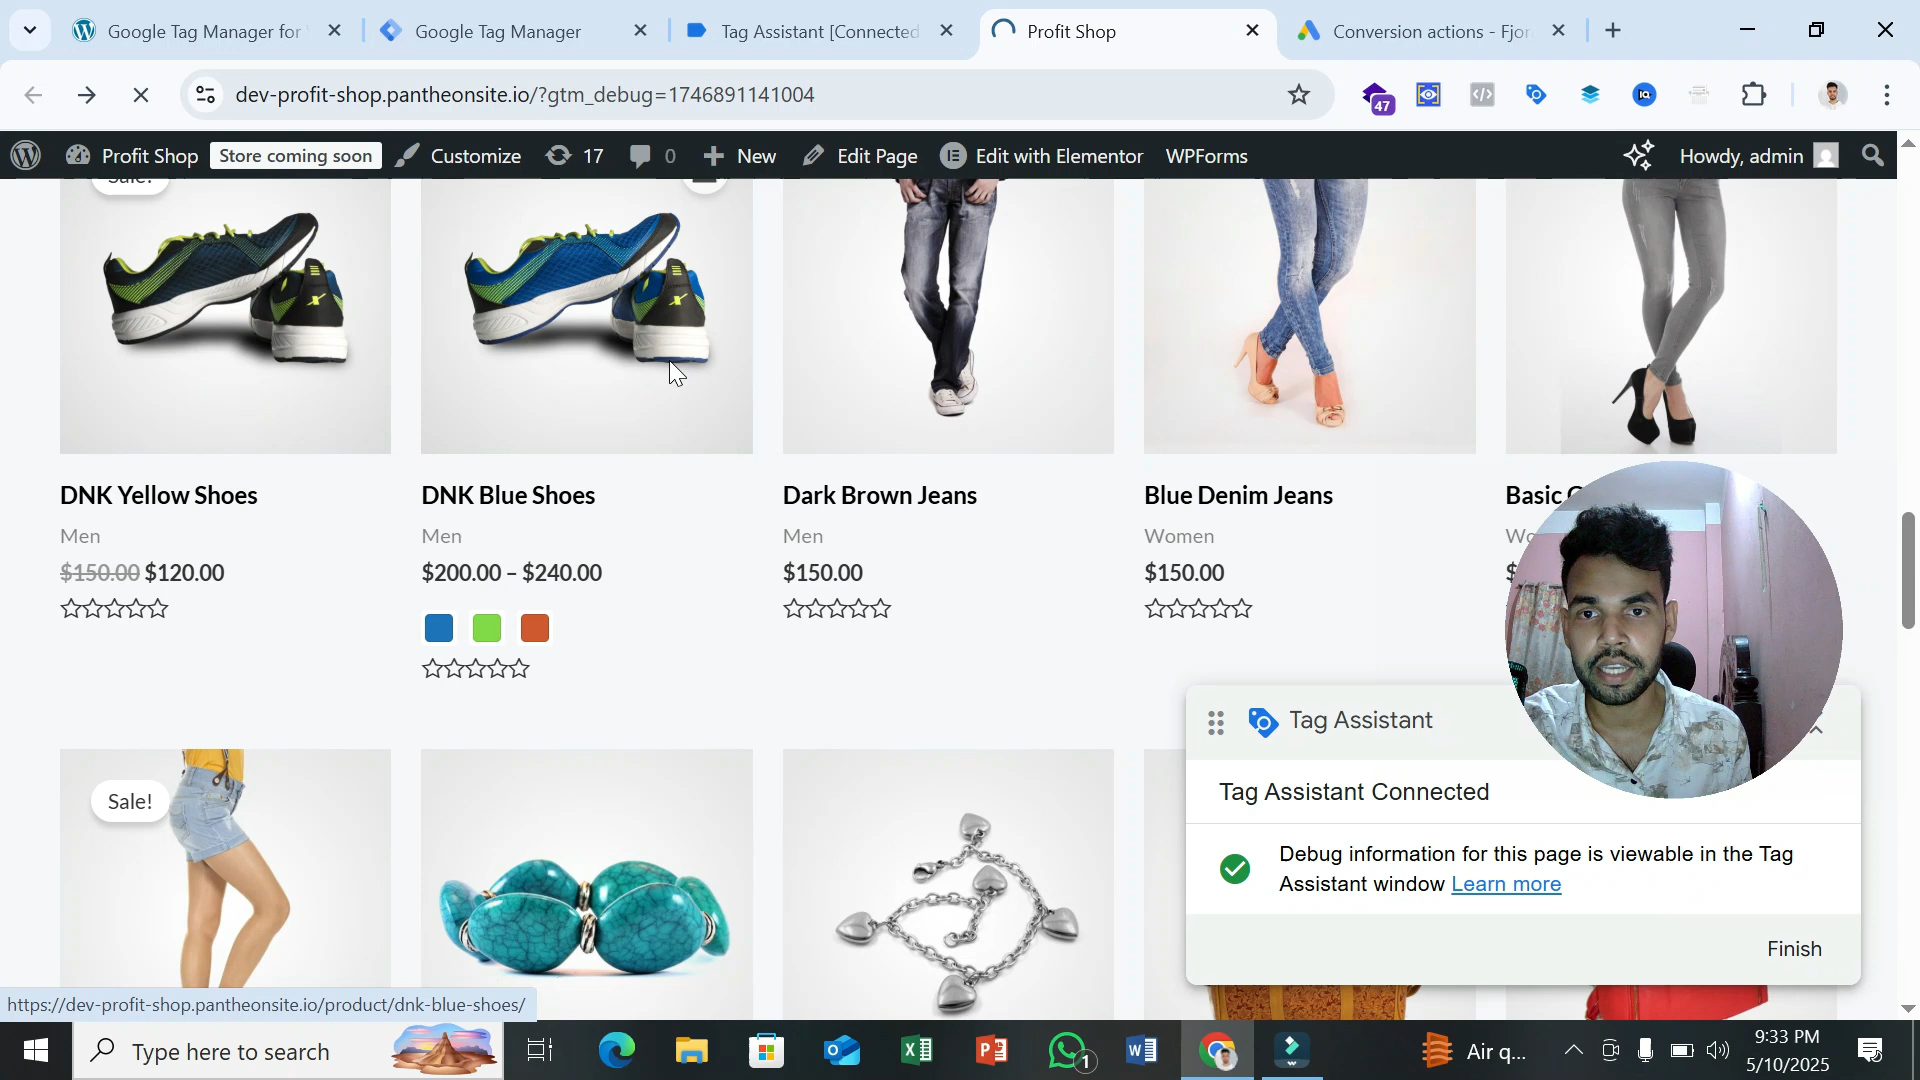 Google Tag Manager for
Google Tag Manager
Tag Assistant [Connected
Profit Shop
Conversion actions - Fjor
dev-profit-shop.pantheonsite.io/?gtm_debug=1746891141004
47
Profit Shop
Store coming soon
Customize
17
0
New
Edit Page
Edit with Elementor
WPForms
Howdy, admin
Sale!
DNK Yellow Shoes
Men
$150.00 $120.00
DNK Blue Shoes
Men
$200.00 – $240.00
Dark Brown Jeans
Men
$150.00
Blue Denim Jeans
Women
$150.00
Basic
Sale!
Tag Assistant
Tag Assistant Connected
Debug information for this page is viewable in the Tag
Assistant window Learn more
Finish
https://dev-profit-shop.pantheonsite.io/product/dnk-blue-shoes/
Type here to search
1
Air q...
9:33 PM
5/10/2025